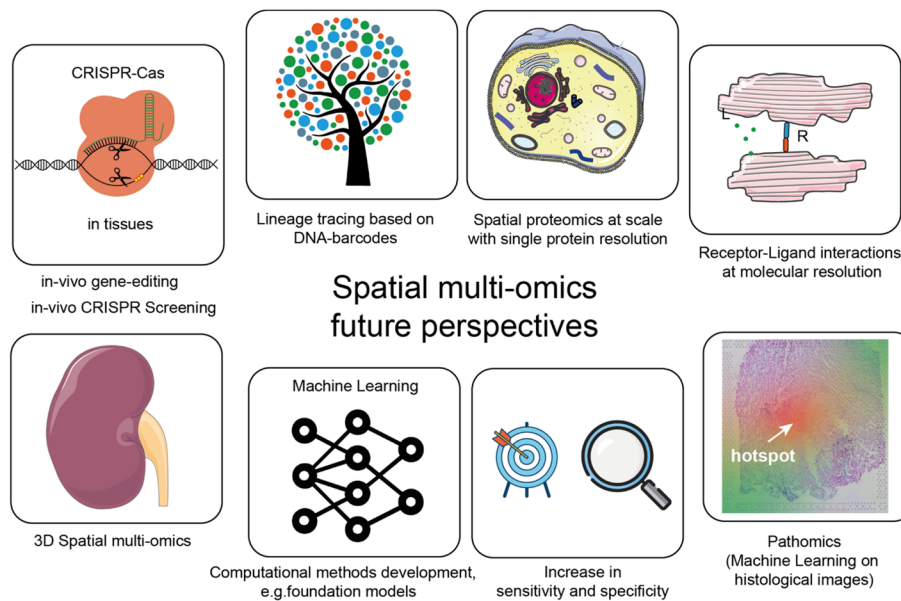 CRISPR-Cas
in tissues
in-vivo gene-editing
in-vivo CRISPR Screening
Lineage tracing based on
DNA-barcodes
Spatial proteomics at scale
with single protein resolution
L
R
Receptor-Ligand interactions
at molecular resolution
Spatial multi-omics
future perspectives
3D Spatial multi-omics
Machine Learning
Computational methods development,
e.g.foundation models
Increase in
sensitivity and specificity
hotspot
Pathomics
(Machine Learning on
histological images)